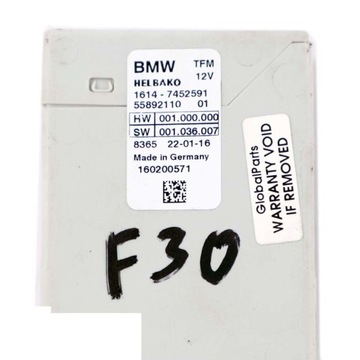 BMW TFM
HELBAKO 12V
1614 - 7452591
55892110 01
HW 001.000.000
SW 001.036.007
8365 22-01-16
Made in Germany
160200571
GlobalParts
WARRANTY VOID
IF REMOVED
F30